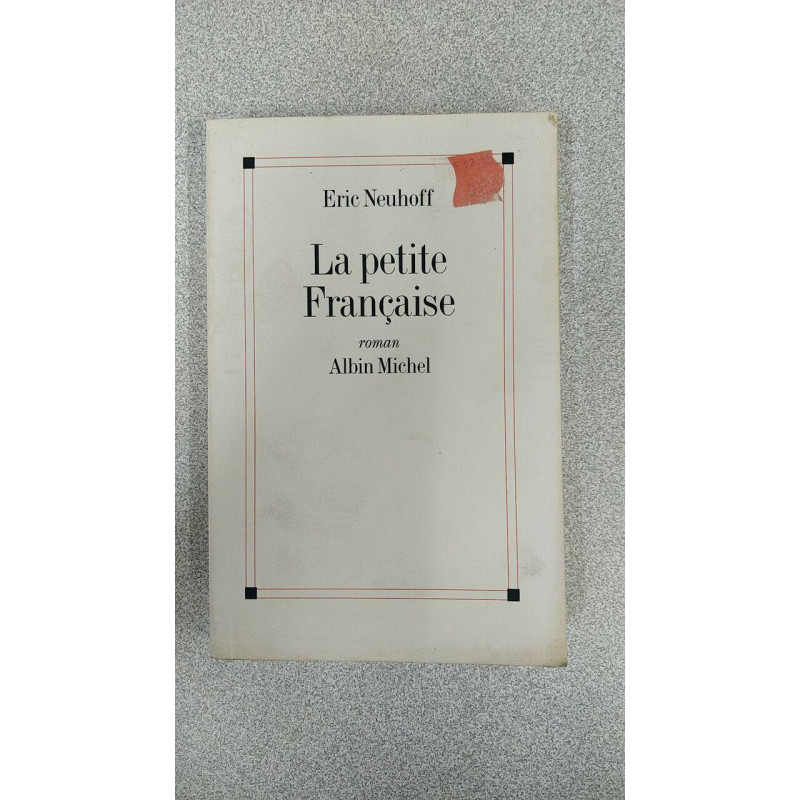 Eric Neuhoff
La petite
Française
roman
Albin Michel